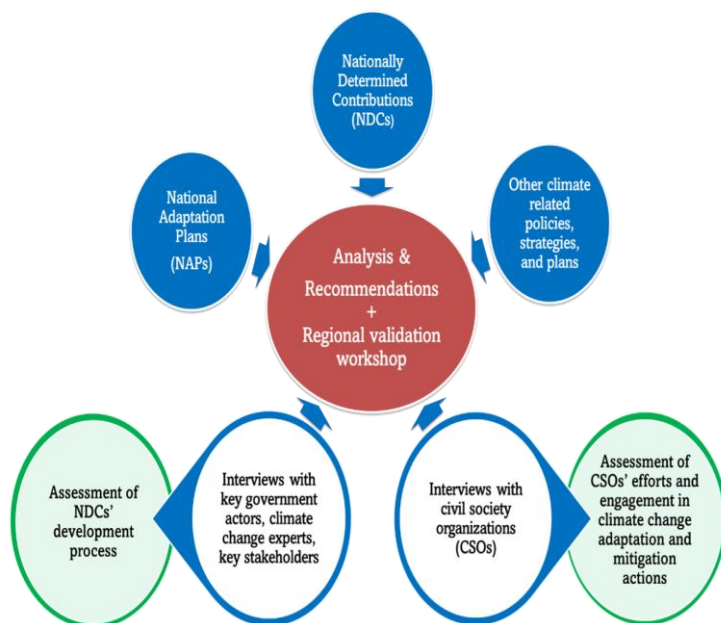 Nationally
Determined
Contributions
(NDCs)
National
Adaptation
Plans
(NAPs)
Other climate
related
policies,
strategies,
and plans
Analysis &
Recommendations
+
Regional validation
workshop
Assessment of
NDCs'
development
process
Interviews with
key government
actors, climate
change experts,
key stakeholders
Interviews with
civil society
organizations
(CSOs)
Assessment of
CSOs' efforts and
engagement in
climate change
adaptation and
mitigation
actions